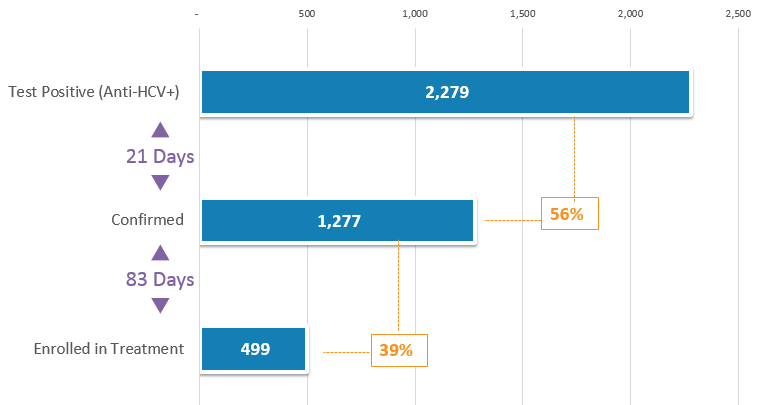 - 500 1,000 1,500 2,000 2,500
Test Positive (Anti-HCV+) 2,279
21 Days
Confirmed 1,277 56%
83 Days
Enrolled in Treatment 499 39%